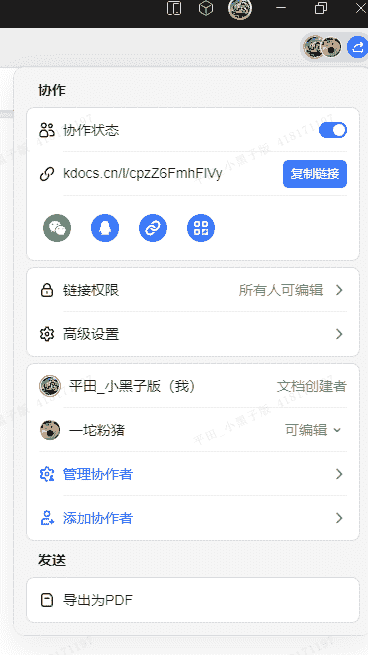 协作
协作状态
kdocs.cn/l/cpzZ6FmhFIVy
复制链接
链接权限
所有人可编辑
高级设置
平田_小黑子版（我）
文档创建者
一坨粉猪
可编辑
管理协作者
添加协作者
发送
导出为PDF